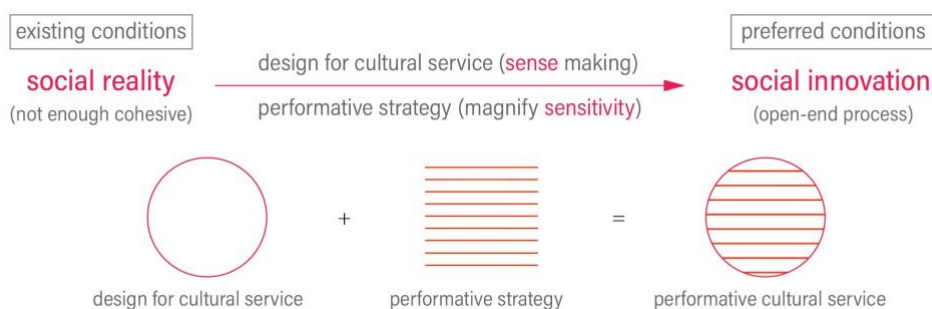 existing conditions
preferred conditions
social reality
design for cultural service (sense making)
social innovation
(not enough cohesive)
performative strategy (magnify sensitivity)
(open-end process)
+
=
design for cultural service
performative strategy
performative cultural service